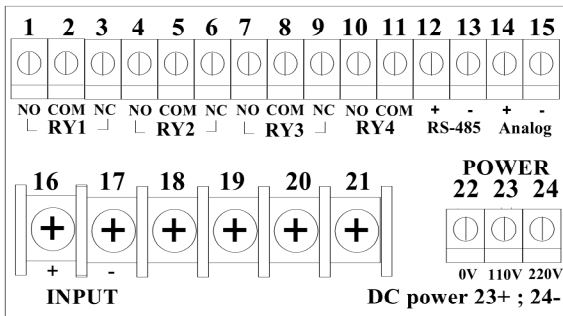 1 2 3 4 5 6 7 8 9 10 11 12 13 14 15
NO COM NC NO COM NC NO COM NC NO COM + - + -
RY1 RY2 RY3 RY4 RS-485 Analog
POWER
16 17 18 19 20 21 22 23 24
+ -
0V 110V 220V
INPUT DC power 23+ ; 24-